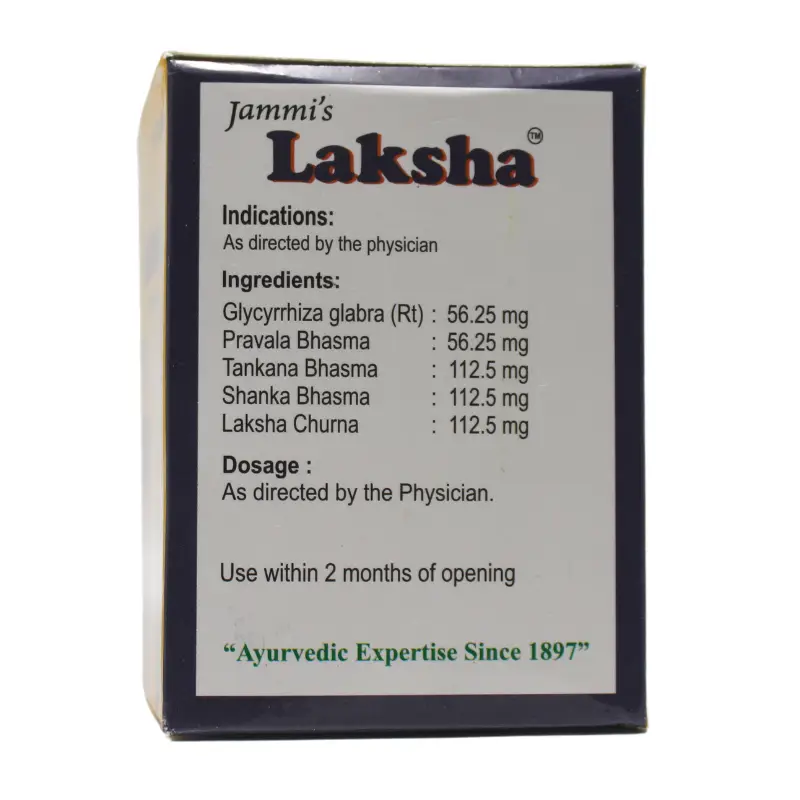 Jammi's
Laksha™
Indications:
As directed by the physician
Ingredients:
Glycyrrhiza glabra (Rt) : 56.25 mg
Pravala Bhasma : 56.25 mg
Tankana Bhasma : 112.5 mg
Shanka Bhasma : 112.5 mg
Laksha Churna : 112.5 mg
Dosage :
As directed by the Physician.
Use within 2 months of opening
“Ayurvedic Expertise Since 1897”